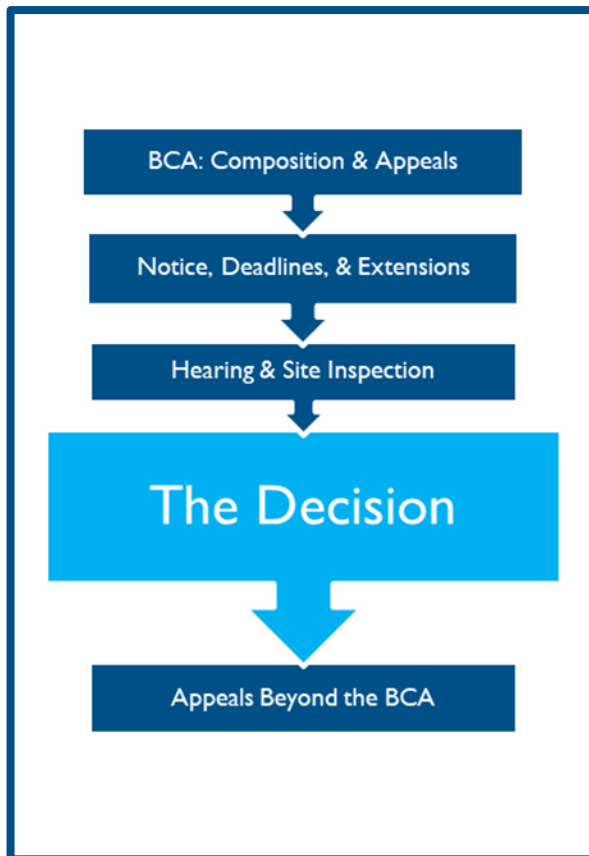 BCA: Composition & Appeals
Notice, Deadlines, & Extensions
Hearing & Site Inspection
The Decision
Appeals Beyond the BCA